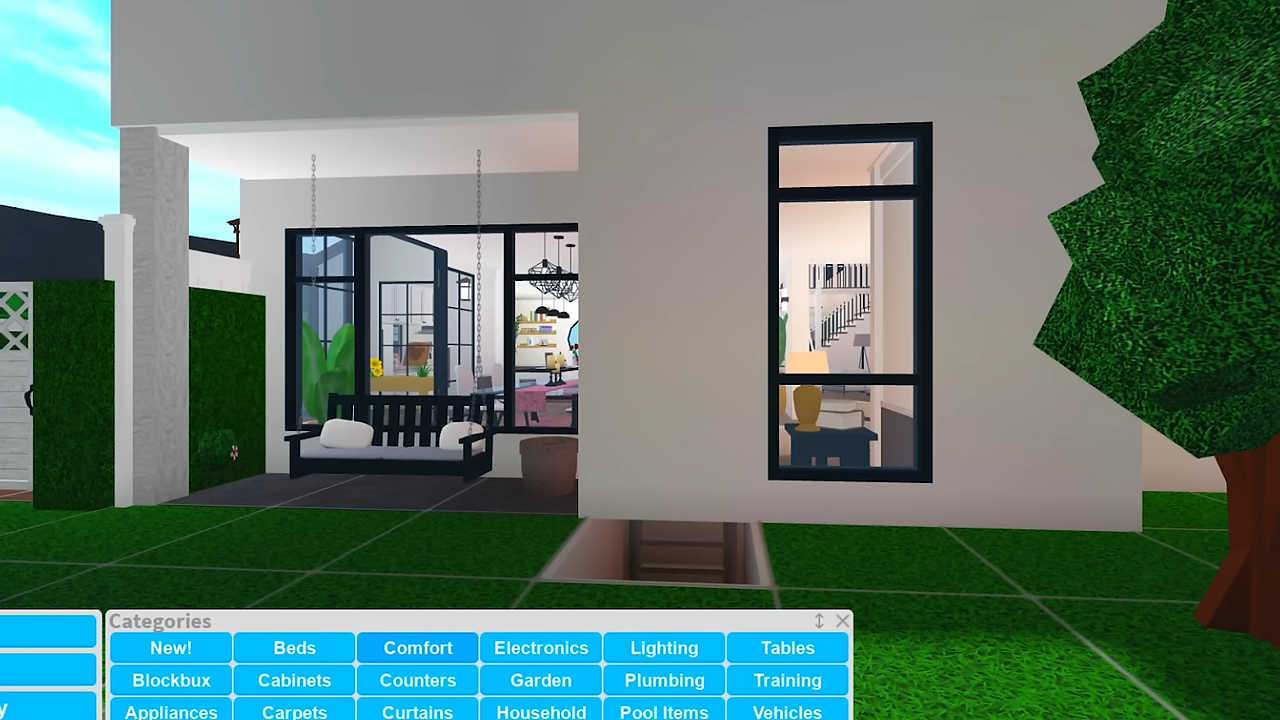 Categories
New! Beds Comfort Electronics Lighting Tables
Blockbux Cabinets Counters Garden Plumbing Training
y Appliances Carpets Curtains Household Pool Items Vehicles